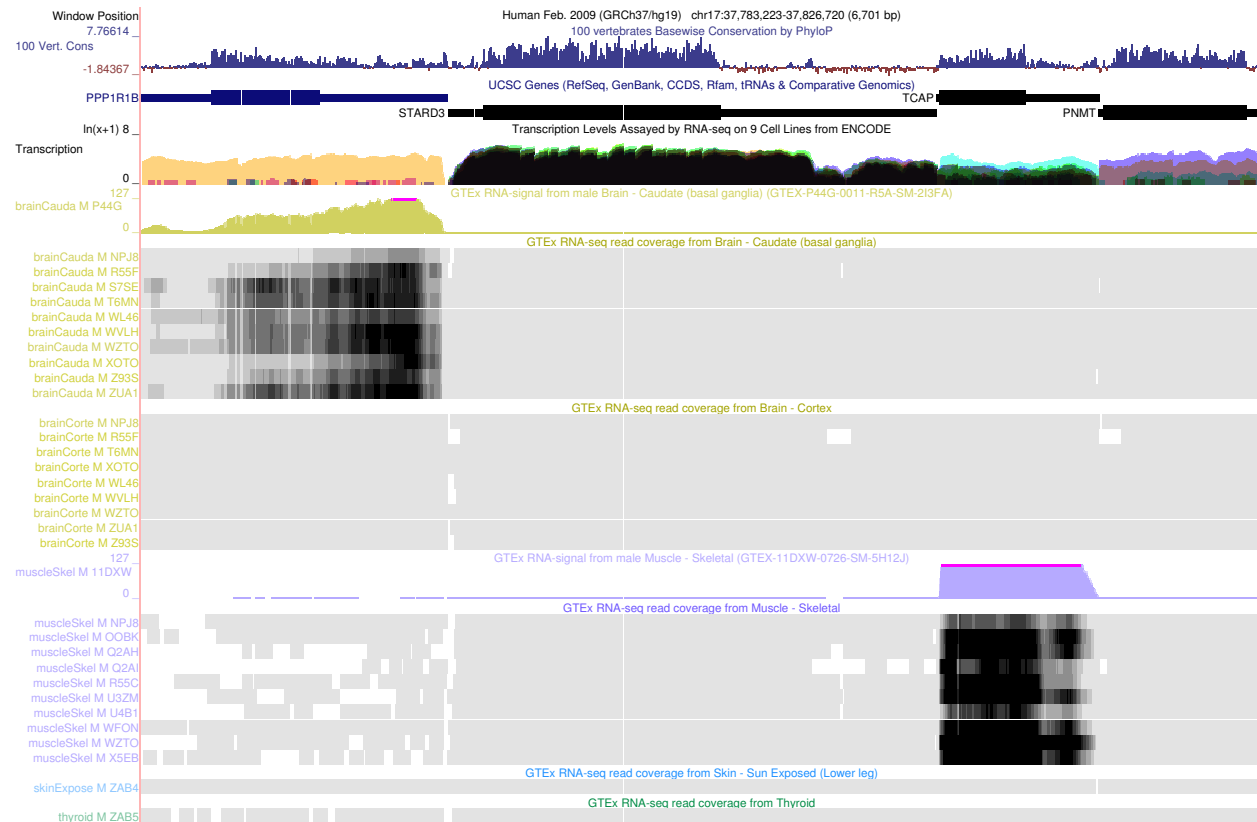 Window Position Human Feb. 2009 (GRCh37/hg19) chr17:37,783,223-37,826,720 (6,701 bp)
7.76614 _ 100 vertebrates Basewise Conservation by PhyloP
100 Vert. Cons
-1.84367 _
UCSC Genes (RefSeq, GenBank, CCDS, Rfam, tRNAs & Comparative Genomics)
PPP1R1B TCAP
STARD3 PNMT
ln(x+1) 8 _ Transcription Levels Assayed by RNA-seq on 9 Cell Lines from ENCODE
Transcription
0 _
127 _ GTEx RNA-signal from male Brain - Caudate (basal ganglia) (GTEX-P44G-0011-R5A-SM-2I3FA)
brainCauda M P44G
0 _
GTEx RNA-seq read coverage from Brain - Caudate (basal ganglia)
brainCauda M NPJ8
brainCauda M R55F
brainCauda M S7SE
brainCauda M T6MN
brainCauda M WL46
brainCauda M WVLH
brainCauda M WZTO
brainCauda M XOTO
brainCauda M Z93S
brainCauda M ZUA1
GTEx RNA-seq read coverage from Brain - Cortex
brainCorte M NPJ8
brainCorte M R55F
brainCorte M T6MN
brainCorte M XOTO
brainCorte M WL46
brainCorte M WVLH
brainCorte M WZTO
brainCorte M ZUA1
brainCorte M Z93S
127 _ GTEx RNA-signal from male Muscle - Skeletal (GTEX-11DXW-0726-SM-5H12J)
muscleSkel M 11DXW
0 _
GTEx RNA-seq read coverage from Muscle - Skeletal
muscleSkel M NPJ8
muscleSkel M OOBK
muscleSkel M Q2AH
muscleSkel M Q2AI
muscleSkel M R55C
muscleSkel M U3ZM
muscleSkel M U4B1
muscleSkel M WFON
muscleSkel M WZTO
muscleSkel M X5EB
GTEx RNA-seq read coverage from Skin - Sun Exposed (Lower leg)
skinExpose M ZAB4
GTEx RNA-seq read coverage from Thyroid
thyroid M ZAB5